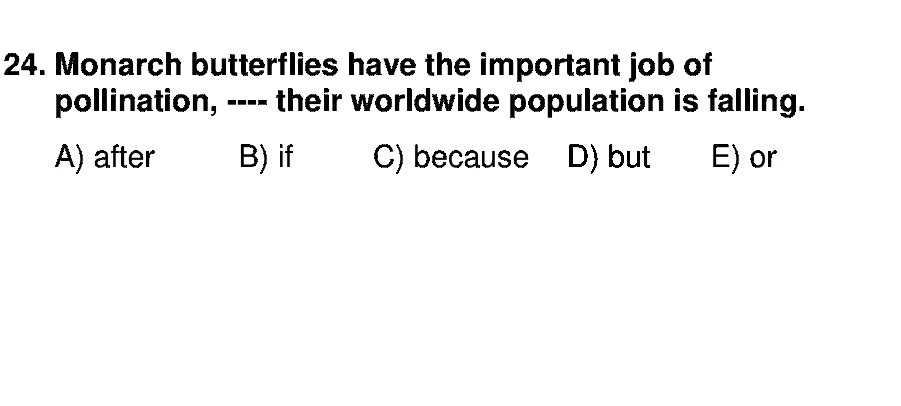 24. Monarch butterflies have the important job of
pollination, ---- their worldwide population is falling.
A) after B) if C) because D) but E) or